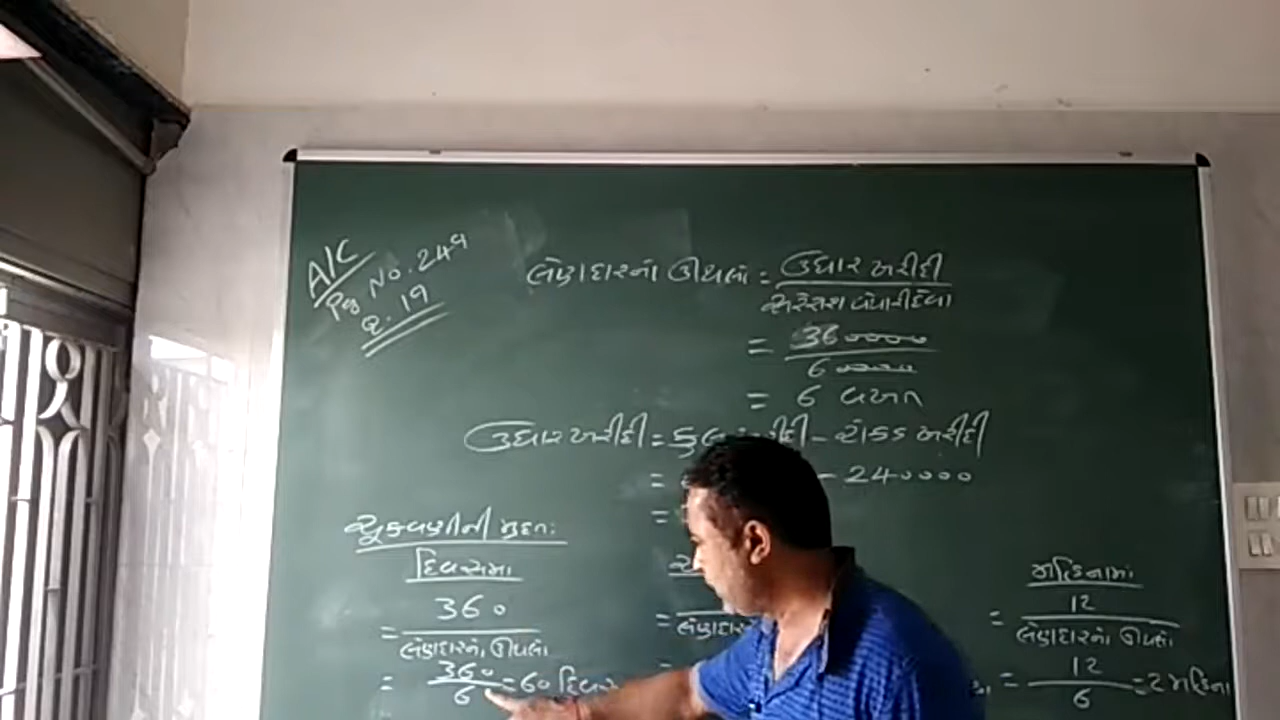 A/C
Pg No. 249
Q. 19
લેણદારનાં ઊથલાં = ઉધાર ખરીદી
સરેરાશ વેપારીદેવા
= 360000
60000
= 6 વખત
ઉધાર ખરીદી = કુલ ખરીદી - રોકડ ખરીદી
= - 240000
=
ચૂકવણીની મુદત:
દિવસમાં
360
= લેણદારનાં ઊથલાં
= 360 = 60 દિવસ
6
=
લેણદા
=
મહિનામાં
= 12
લેણદારનાં ઊથલાં
= 12 = 2 મહિના
6